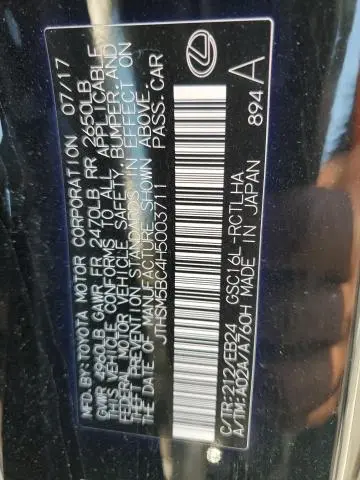 MFD.BY:TOYOTA MOTOR CORPORATION 07/17
GVWR 4960LB GAWR FR 2470LB RR 2650LB
THIS VEHICLE CONFORMS TO ALL APPLICABLE
FEDERAL MOTOR VEHICLE SAFETY, BUMPER, AND
THEFT PREVENTION STANDARDS IN EFFECT ON
THE DATE OF MANUFACTURE SHOWN ABOVE.
JTHSM5BC4H5003711 PASS.CAR
C/TR:212/EB24 GSC16L-RCTLHA
A/TM:A02A/A760H MADE IN JAPAN
894 A